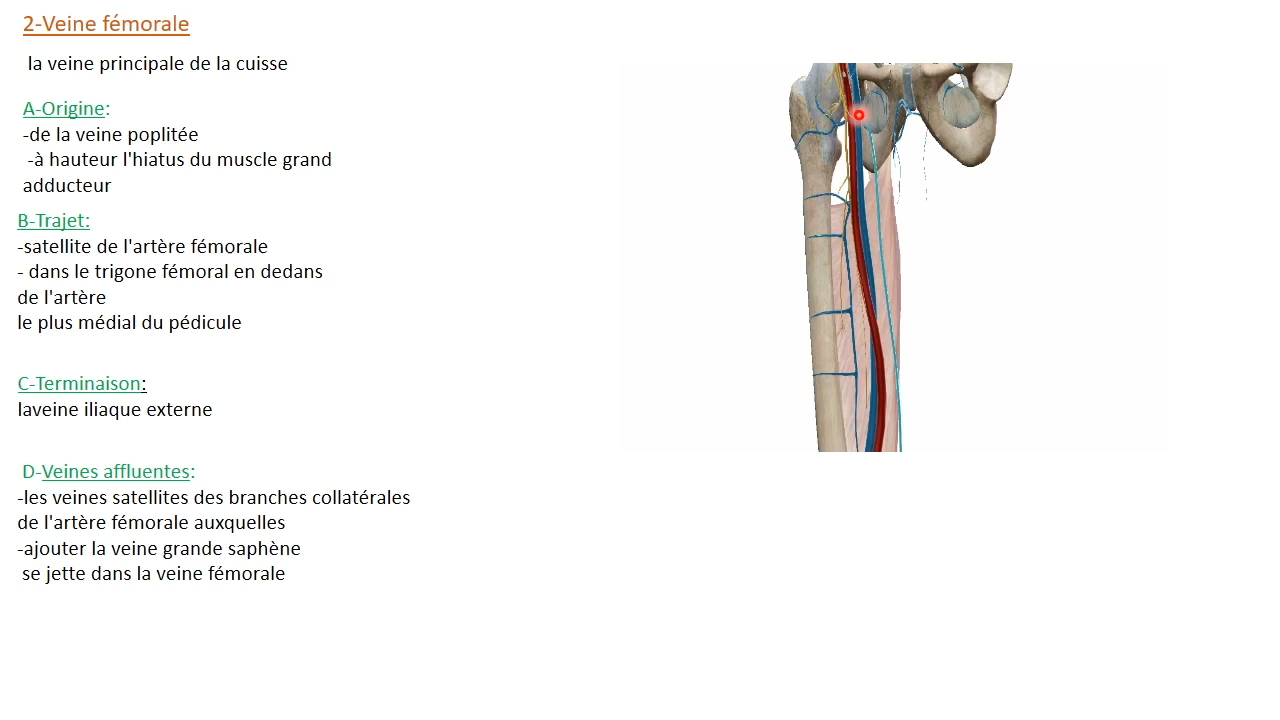 2-Veine fémorale
la veine principale de la cuisse
A-Origine:
-de la veine poplitée
-à hauteur l'hiatus du muscle grand
adducteur
B-Trajet:
-satellite de l'artère fémorale
- dans le trigone fémoral en dedans
de l'artère
le plus médial du pédicule
C-Terminaison:
laveine iliaque externe
D-Veines affluentes:
-les veines satellites des branches collatérales
de l'artère fémorale auxquelles
-ajouter la veine grande saphène
se jette dans la veine fémorale